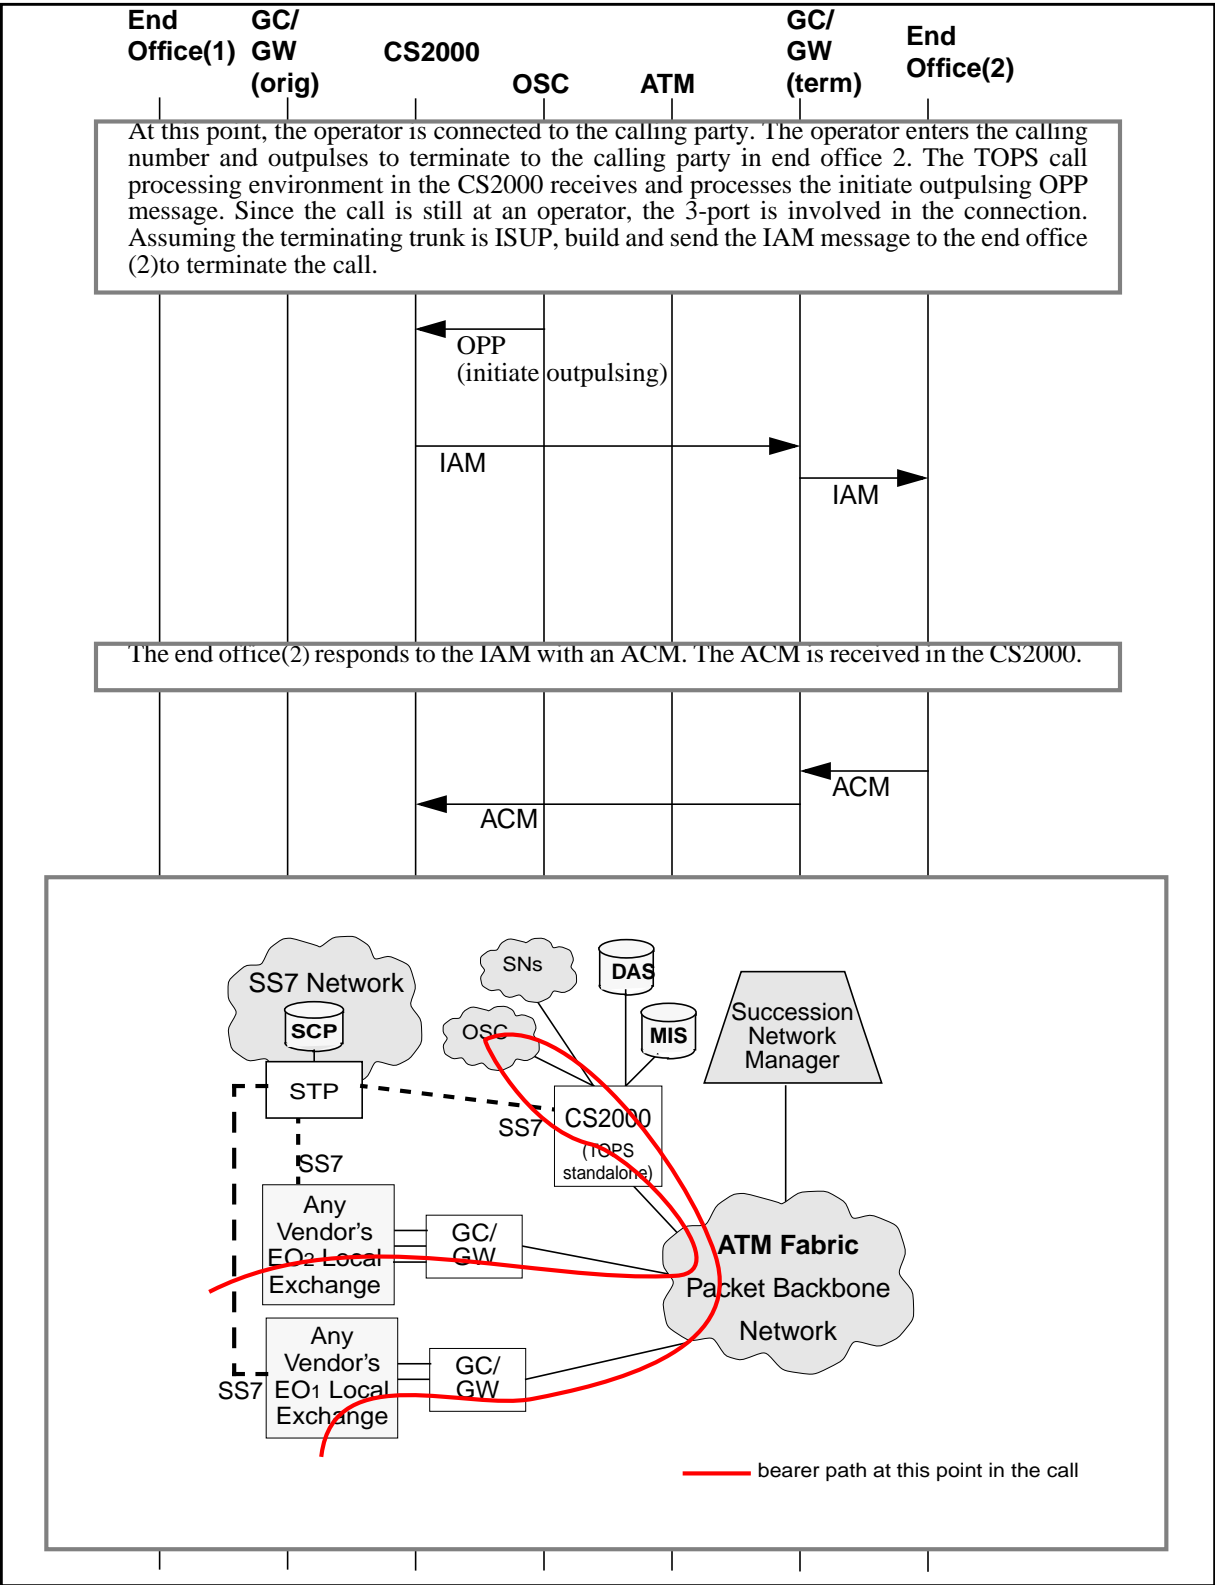 End Office(1)
GC/ GW (orig)
CS2000
OSC
ATM
GC/ GW (term)
End Office(2)
At this point, the operator is connected to the calling party. The operator enters the calling
number and outpulses to terminate to the calling party in end office 2. The TOPS call
processing environment in the CS2000 receives and processes the initiate outpulsing OPP
message. Since the call is still at an operator, the 3-port is involved in the connection.
Assuming the terminating trunk is ISUP, build and send the IAM message to the end office
(2)to terminate the call.
OPP
(initiate outpulsing)
IAM
IAM
The end office(2) responds to the IAM with an ACM. The ACM is received in the CS2000.
ACM
ACM
SS7 Network
SCP
STP
SNs
DAS
OSC
MIS
Succession
Network
Manager
CS2000
(TOPS
standalone)
SS7
SS7
Any
Vendor's
EO2 Local
Exchange
GC/
GW
ATM Fabric
Packet Backbone
Network
Any
Vendor's
EO1 Local
Exchange
GC/
GW
SS7
bearer path at this point in the call